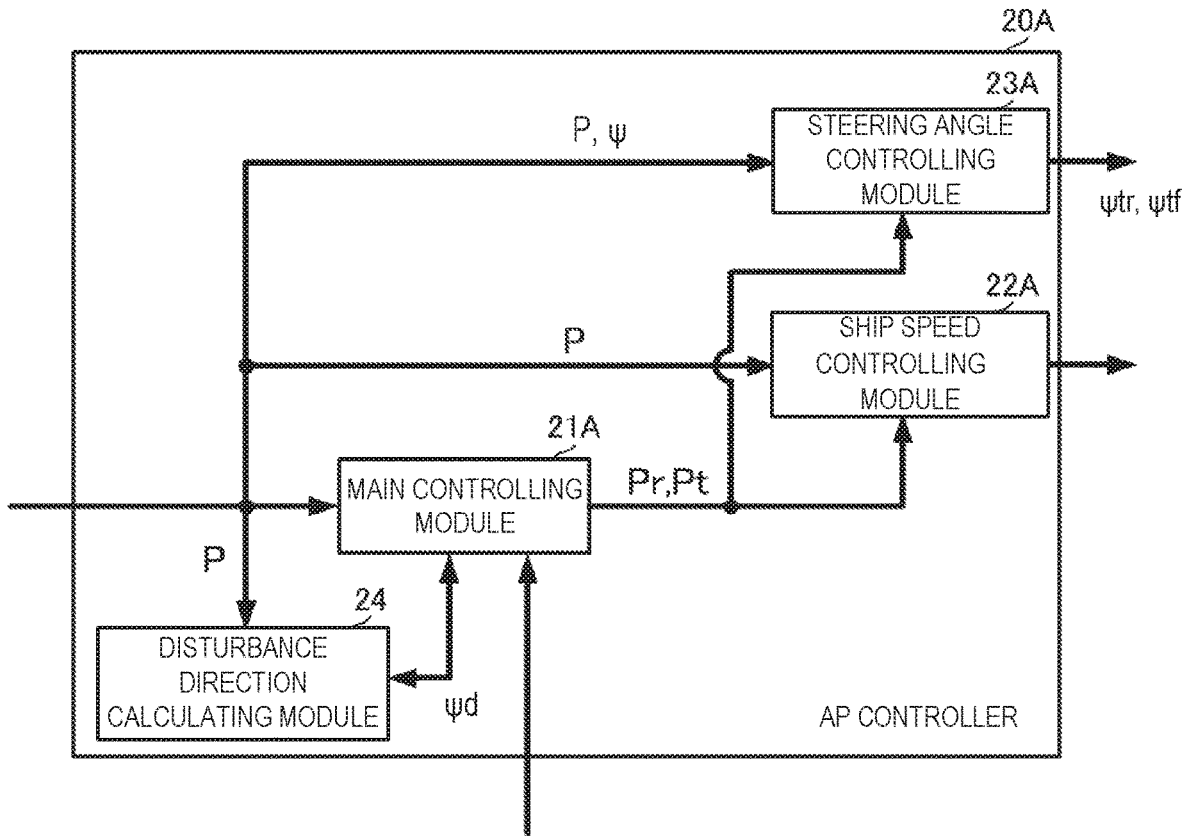 20A
23A
STEERING ANGLE
CONTROLLING
MODULE
P, ψ
ψtr, ψtf
22A
SHIP SPEED
CONTROLLING
MODULE
P
21A
MAIN CONTROLLING
MODULE
Pr,Pt
P
24
DISTURBANCE
DIRECTION
CALCULATING MODULE
ψd
AP CONTROLLER